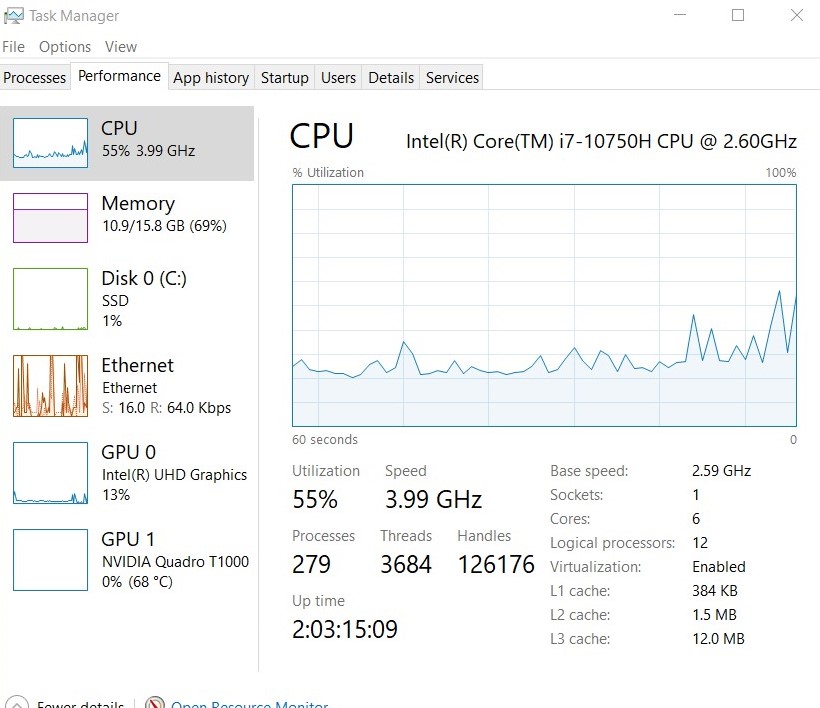 Task Manager
File Options View
Processes Performance App history Startup Users Details Services
CPU
55% 3.99 GHz
Memory
10.9/15.8 GB (69%)
Disk 0 (C:)
SSD
1%
Ethernet
Ethernet
S: 16.0 R: 64.0 Kbps
GPU 0
Intel(R) UHD Graphics
13%
GPU 1
NVIDIA Quadro T1000
0% (68 °C)
CPU Intel(R) Core(TM) i7-10750H CPU @ 2.60GHz
% Utilization 100%
60 seconds 0
Utilization Speed
55% 3.99 GHz
Processes Threads Handles
279 3684 126176
Up time
2:03:15:09
Base speed: 2.59 GHz
Sockets: 1
Cores: 6
Logical processors: 12
Virtualization: Enabled
L1 cache: 384 KB
L2 cache: 1.5 MB
L3 cache: 12.0 MB
Fewer details Open Resource Monitor